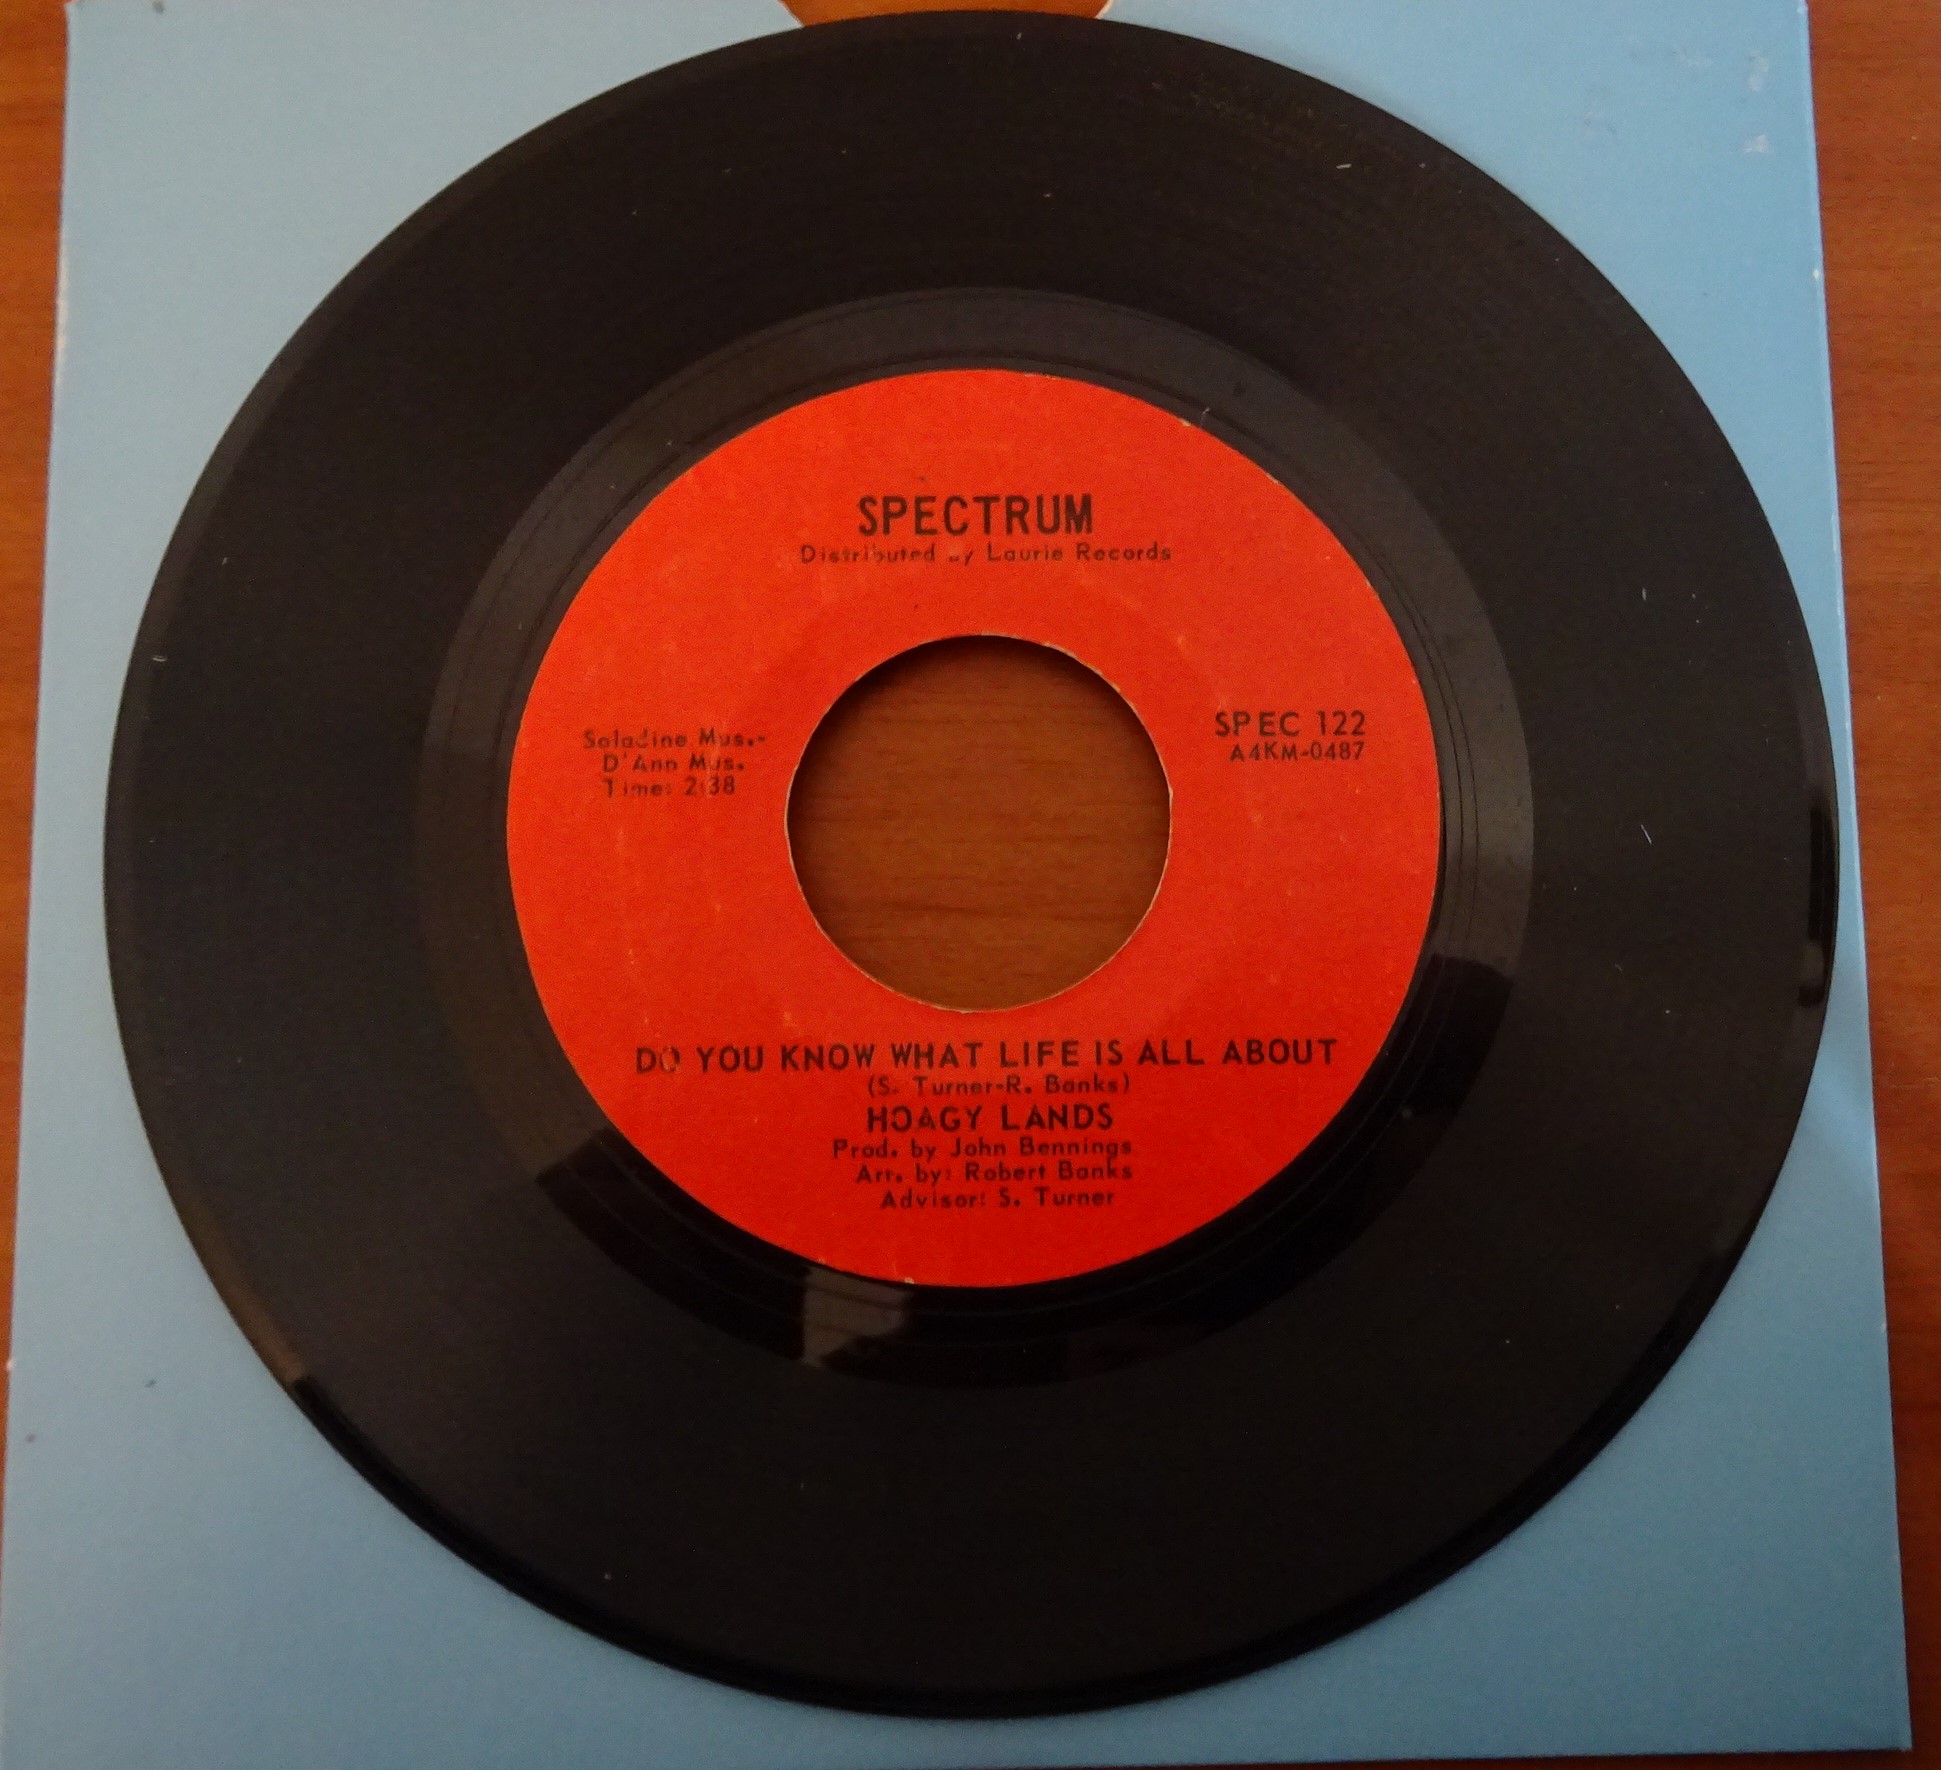 SPECTRUM
Distributed by Laurie Records
Saladine Mus.-
D'Ann Mus.
Time: 2:38
SPEC 122
A4KM-0487
DO YOU KNOW WHAT LIFE IS ALL ABOUT
(S. Turner-R. Banks)
HOAGY LANDS
Prod. by John Bennings
Arr. by: Robert Banks
Advisor: S. Turner